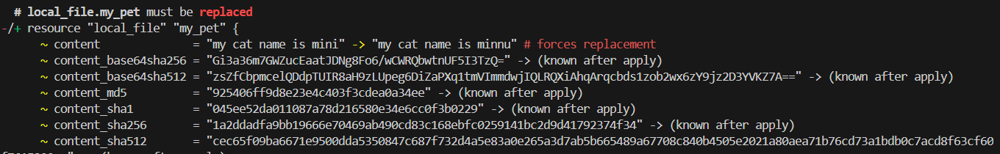 # local_file.my_pet must be replaced
-/+ resource "local_file" "my_pet" {
~ content = "my cat name is mini" -> "my cat name is minnu" # forces replacement
~ content_base64sha256 = "Gi3a36m7GWZucEaatJDNg8Fo6/wCWRQbwtnUF5I3TzQ=" -> (known after apply)
~ content_base64sha512 = "zsZfCbpmcelQDdpTUIR8aH9zLUpeg6DiZaPXq1tmVImmdwjIQLRQXiAhqArqcbds1zob2wx6zY9jz2D3YVKZ7A==" -> (known after apply)
~ content_md5 = "925406ff9d8e23e4c403f3cdea0a34ee" -> (known after apply)
~ content_sha1 = "045ee52da011087a78d216580e34e6cc0f3b0229" -> (known after apply)
~ content_sha256 = "1a2ddadfa9bb19666e70469ab490cd83c168ebfc0259141bc2d9d41792374f34" -> (known after apply)
~ content_sha512 = "cec65f09ba6671e9500dda5350847c687f732d4a5e83a0e265a3d7ab5b665489a67708c840b4505e2021a80aea71b76cd73a1bdb0c7acd8f63cf60